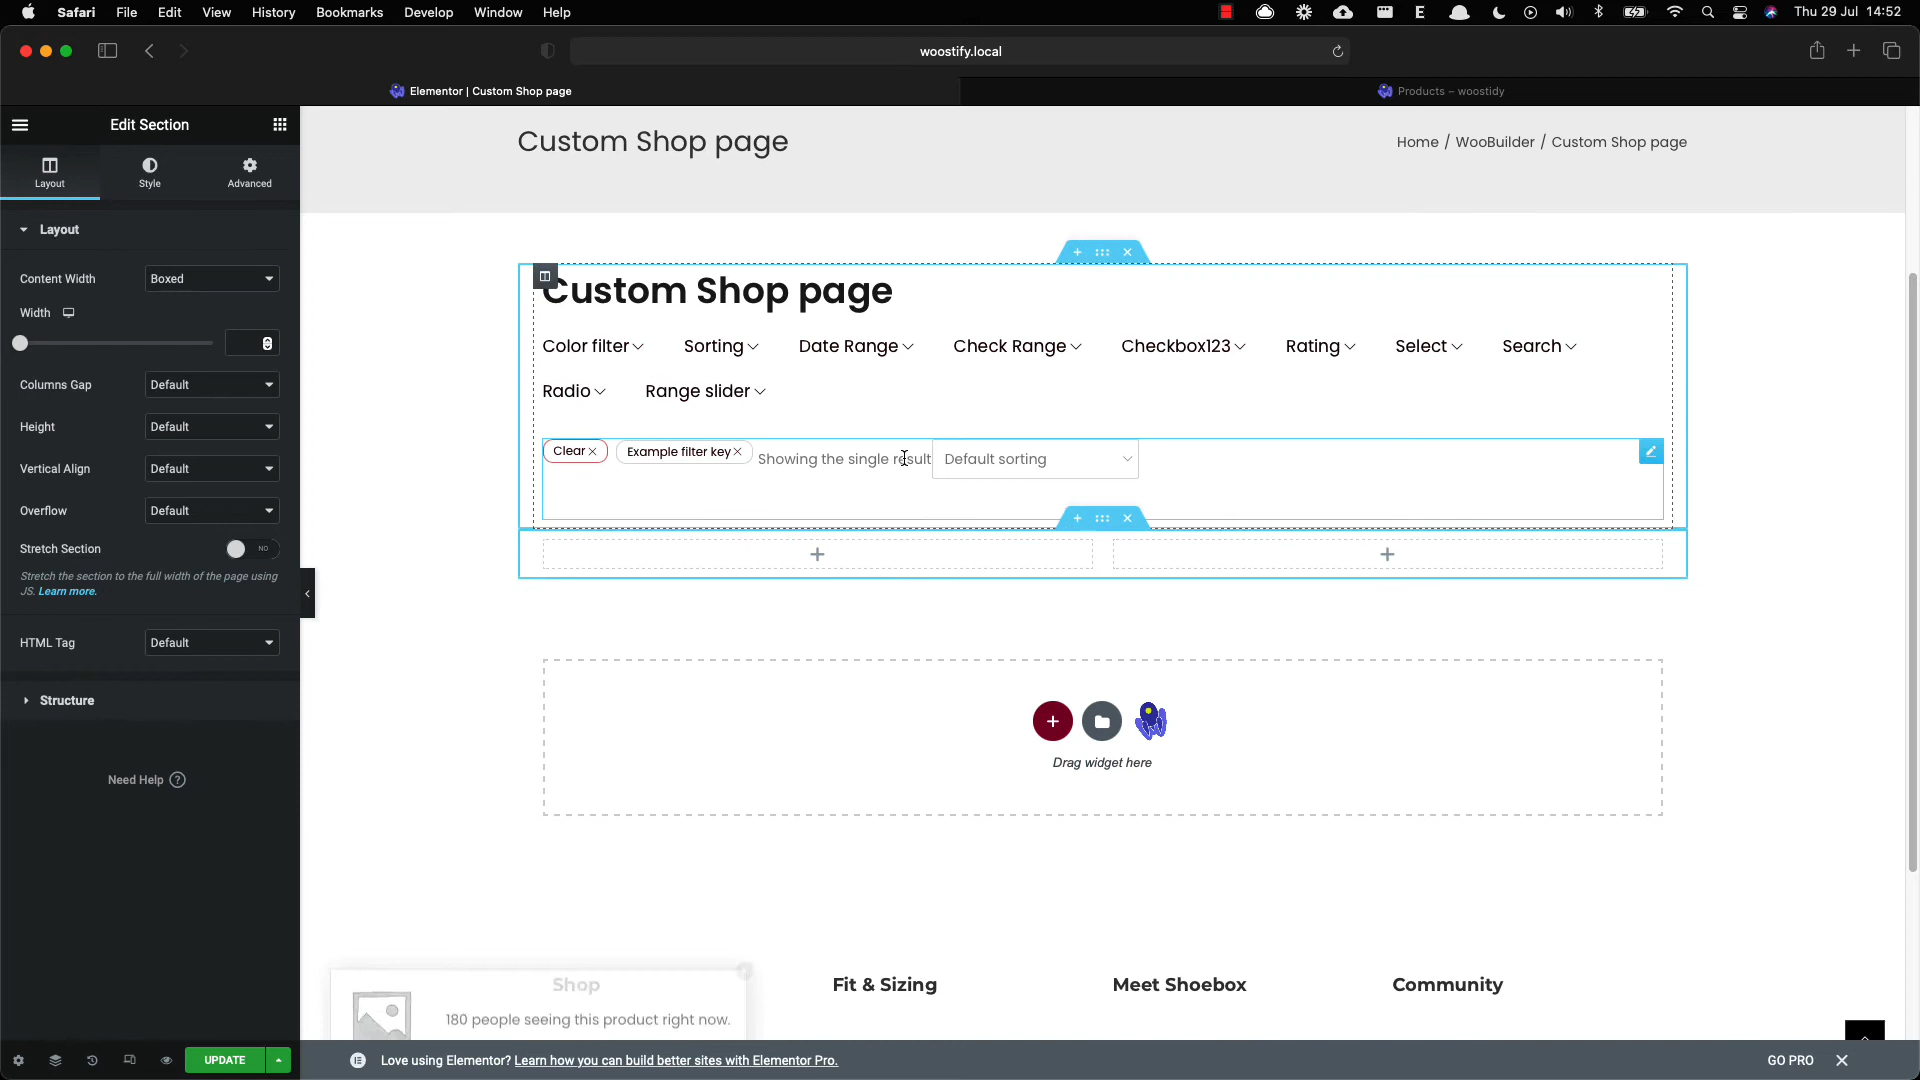 Safari File Edit View History Bookmarks Develop Window Help
E Thu 29 Jul 14:52
woostify.local
Elementor | Custom Shop page
Products – woostidy
Edit Section
Custom Shop page
Home / WooBuilder / Custom Shop page
Layout Style Advanced
Layout
Content Width Boxed
Width
Columns Gap Default
Height Default
Vertical Align Default
Overflow Default
Stretch Section NO
Stretch the section to the full width of the page using
JS. Learn more.
HTML Tag Default
Structure
Need Help ?
Custom Shop page
Color filter Sorting Date Range Check Range Checkbox123 Rating Select Search
Radio Range slider
Clear × Example filter key × Showing the single result Default sorting
Drag widget here
Shop
180 people seeing this product right now.
Fit & Sizing
Meet Shoebox
Community
UPDATE
Love using Elementor? Learn how you can build better sites with Elementor Pro.
GO PRO